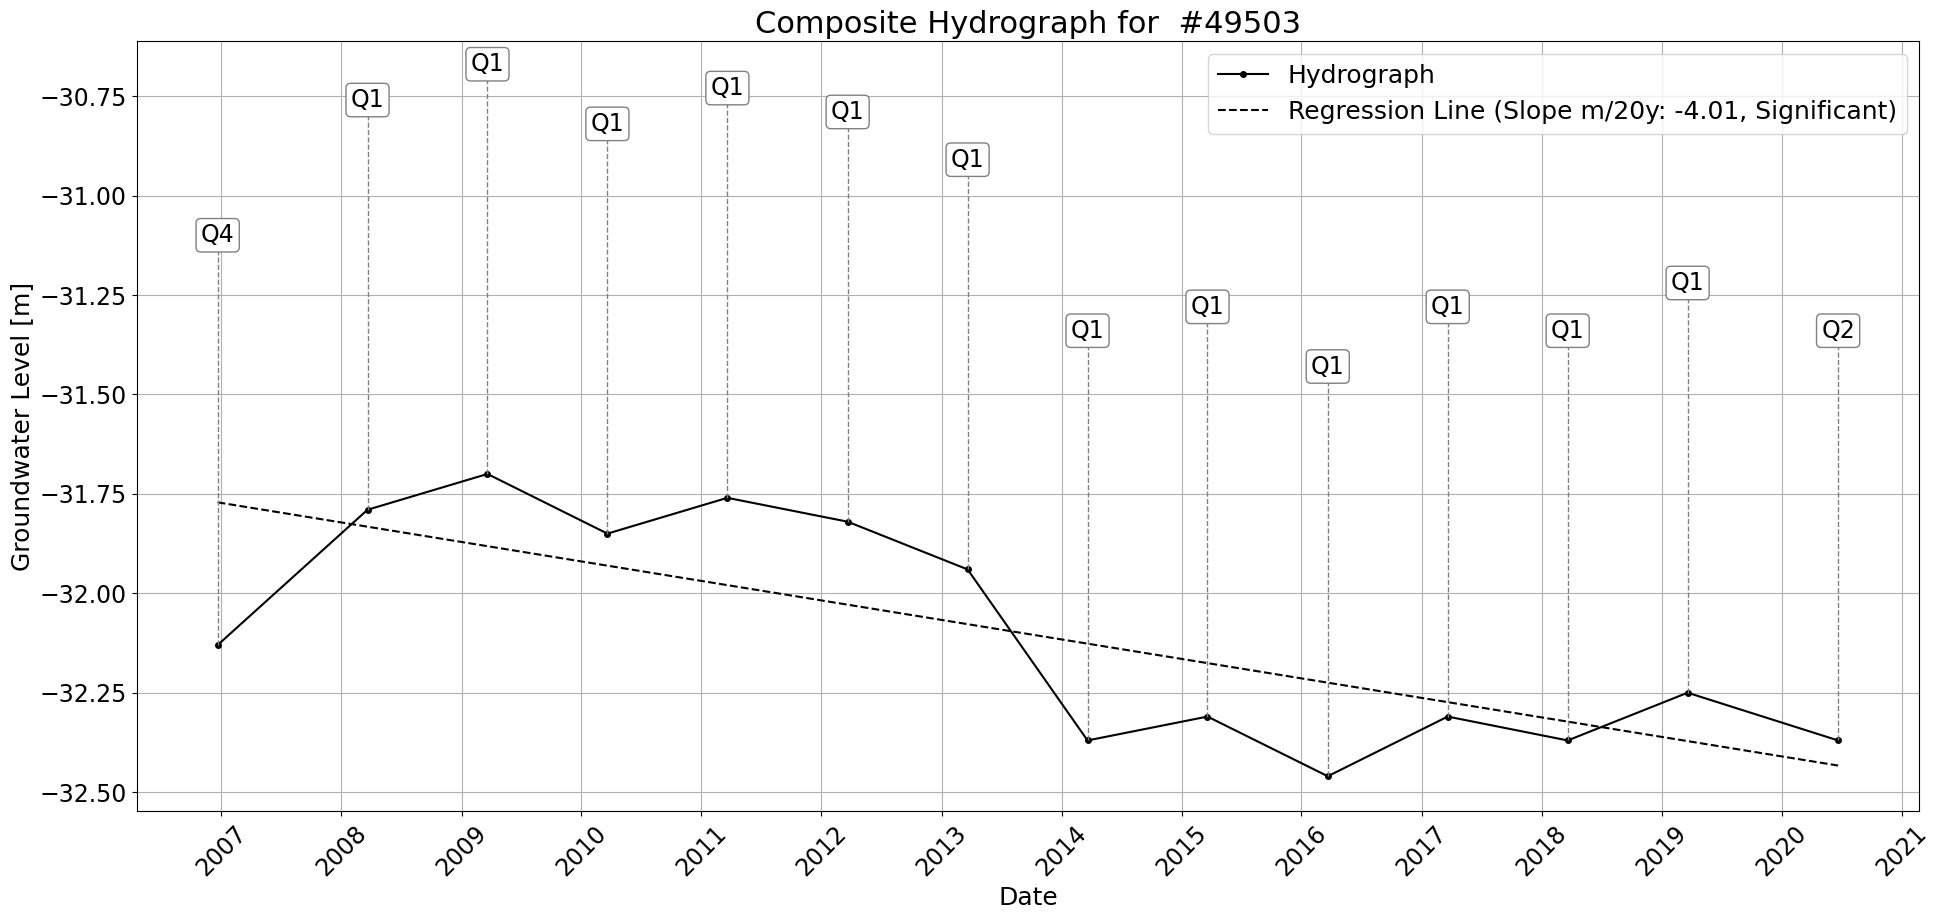 Composite Hydrograph for  #49503
Hydrograph
Regression Line (Slope m/20y: -4.01, Significant)
Groundwater Level [m]
−30.75
−31.00
−31.25
−31.50
−31.75
−32.00
−32.25
−32.50
Q4
Q1
Q1
Q1
Q1
Q1
Q1
Q1
Q1
Q1
Q1
Q1
Q1
Q2
2007
2008
2009
2010
2011
2012
2013
2014
2015
2016
2017
2018
2019
2020
2021
Date